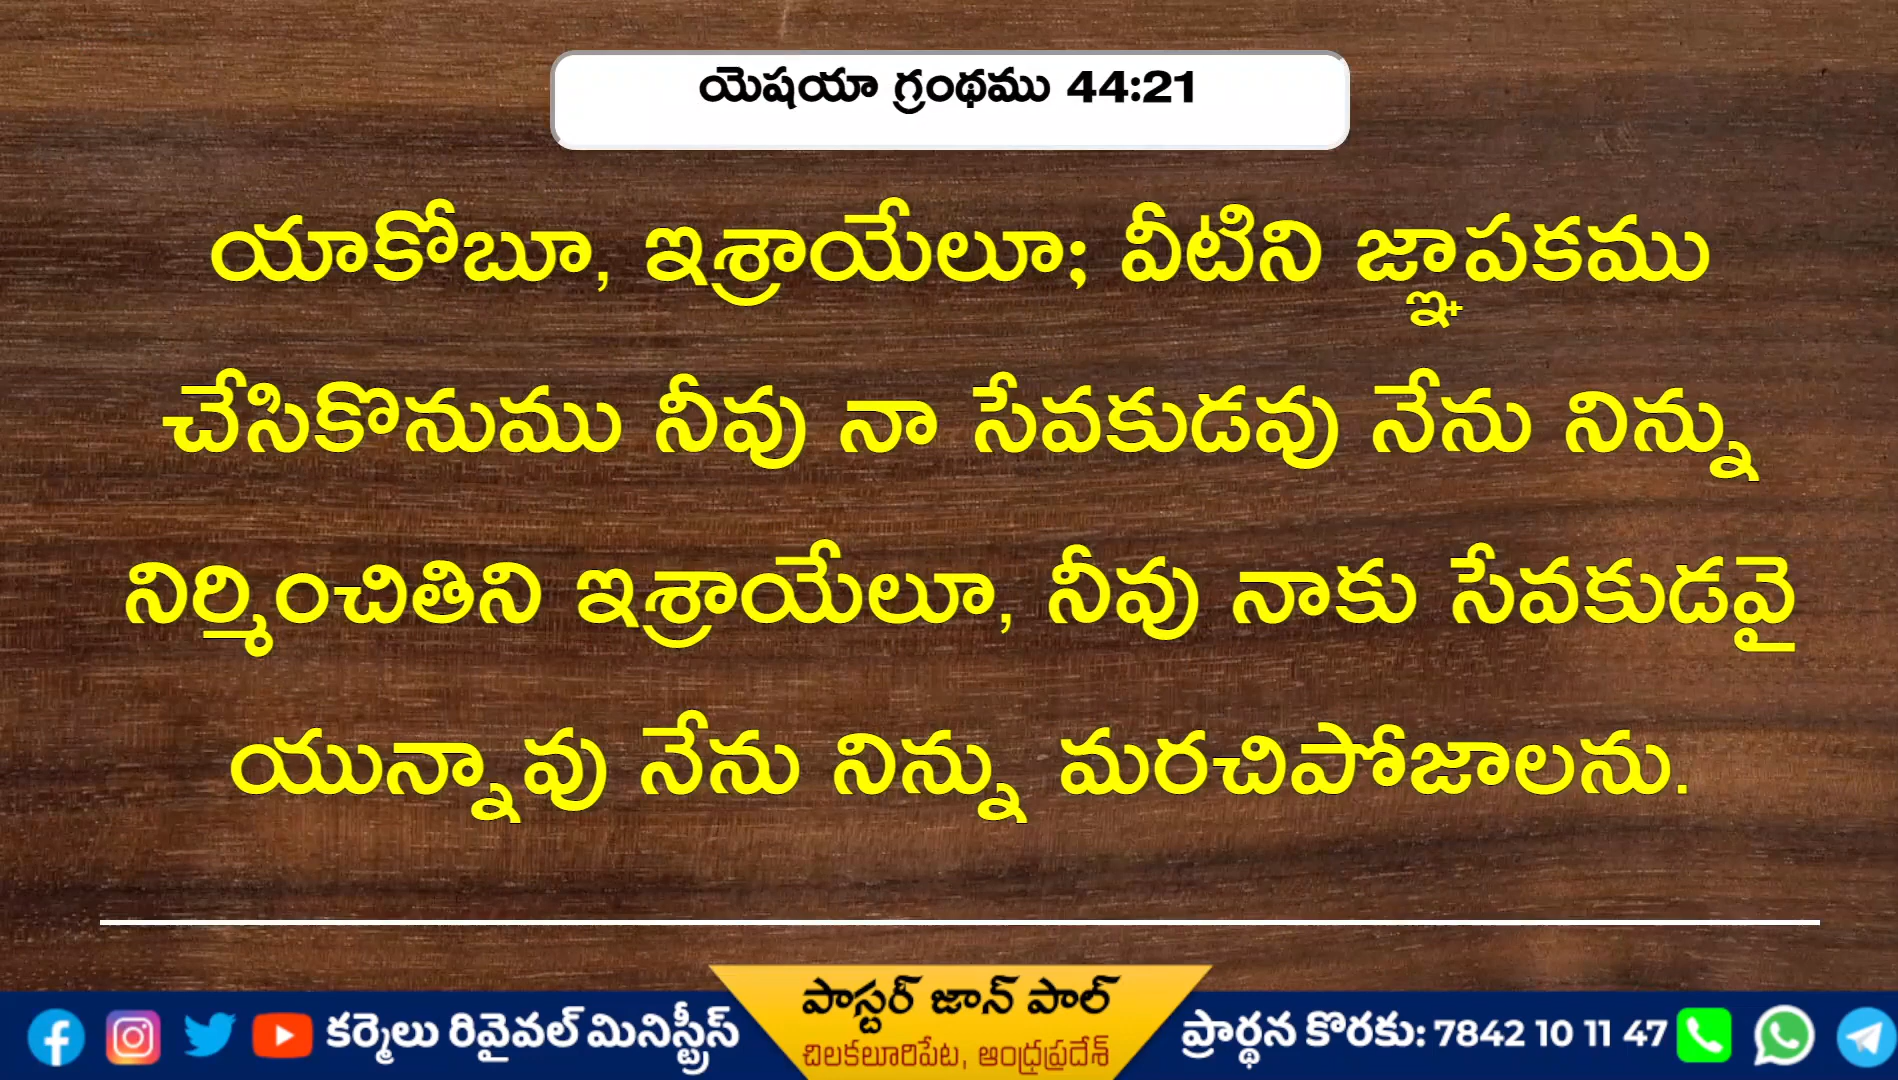 యెషయా గ్రంథము 44:21
యాకోబూ, ఇశ్రాయేలూ; వీటిని జ్ఞాపకము
చేసికొనుము నీవు నా సేవకుడవు నేను నిన్ను
నిర్మించితిని ఇశ్రాయేలూ, నీవు నాకు సేవకుడవై
యున్నావు నేను నిన్ను మరచిపోజాలను.
కర్మెలు రివైవల్ మినిస్ట్రీస్
పాస్టర్ జాన్ పాల్
చిలకలూరిపేట, ఆంధ్రప్రదేశ్
ప్రార్థన కొరకు: 7842 10 11 47